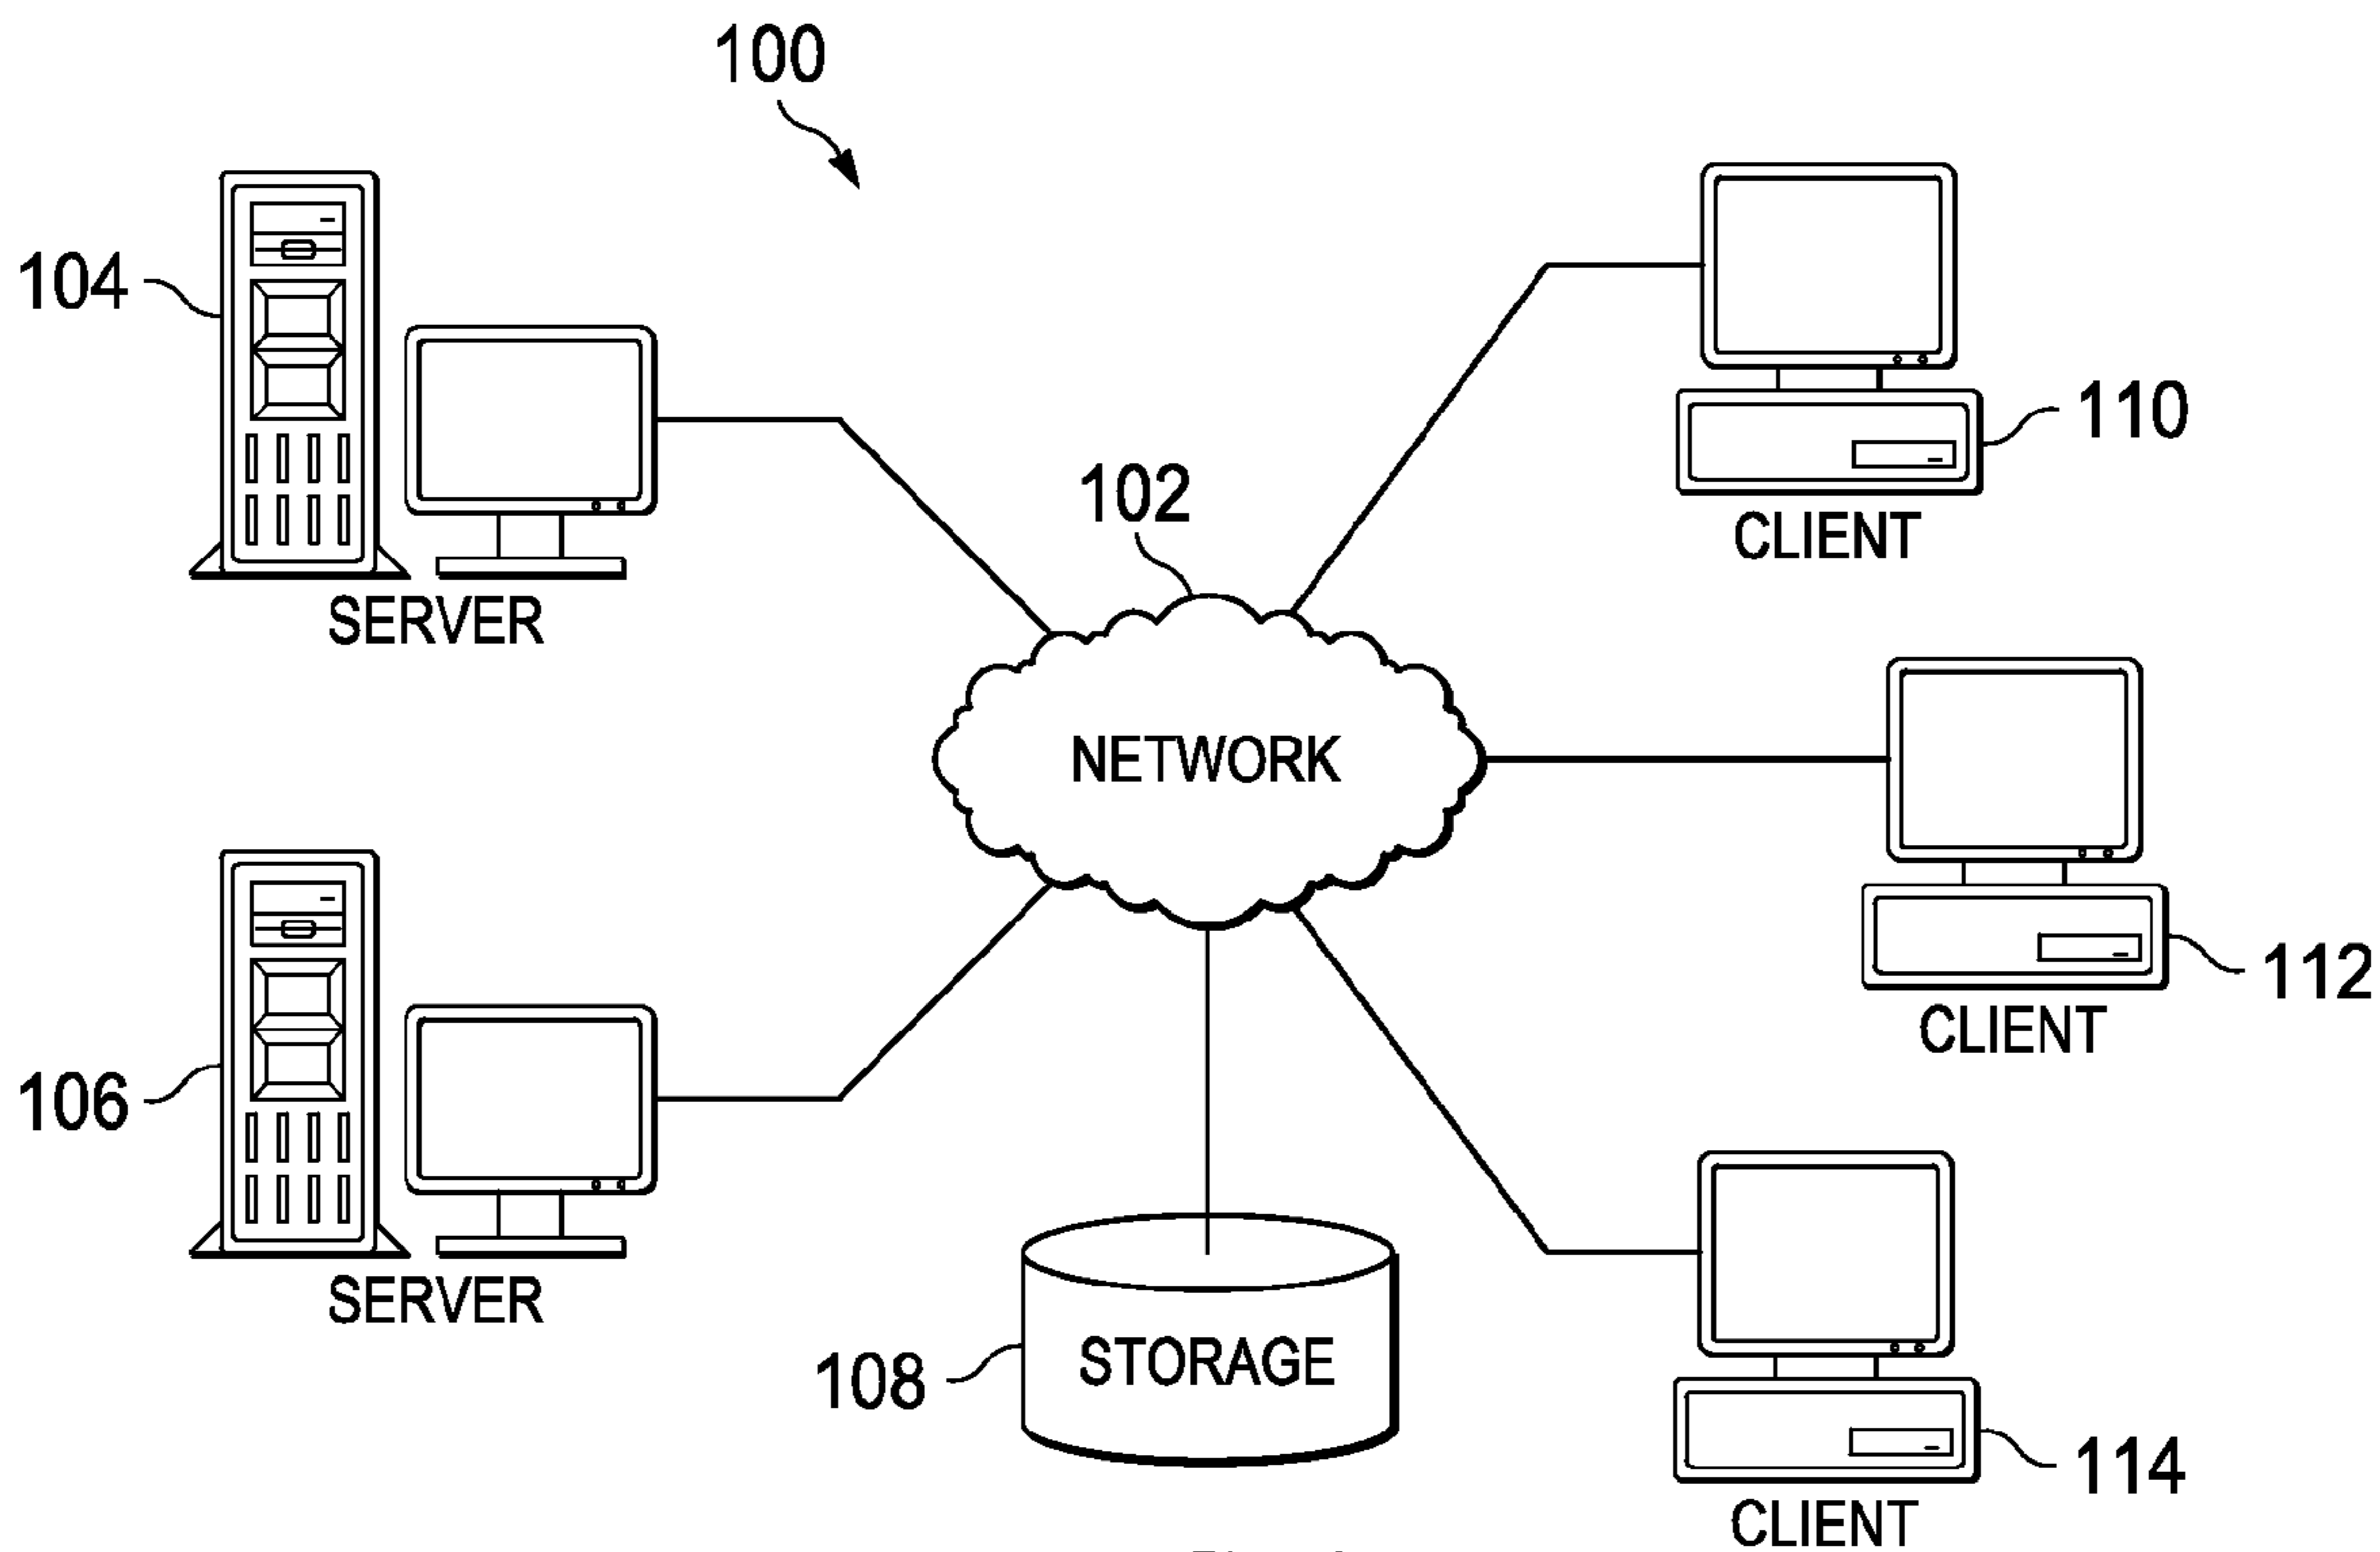 100
104
SERVER
110
CLIENT
102
NETWORK
112
CLIENT
106
SERVER
108
STORAGE
114
CLIENT